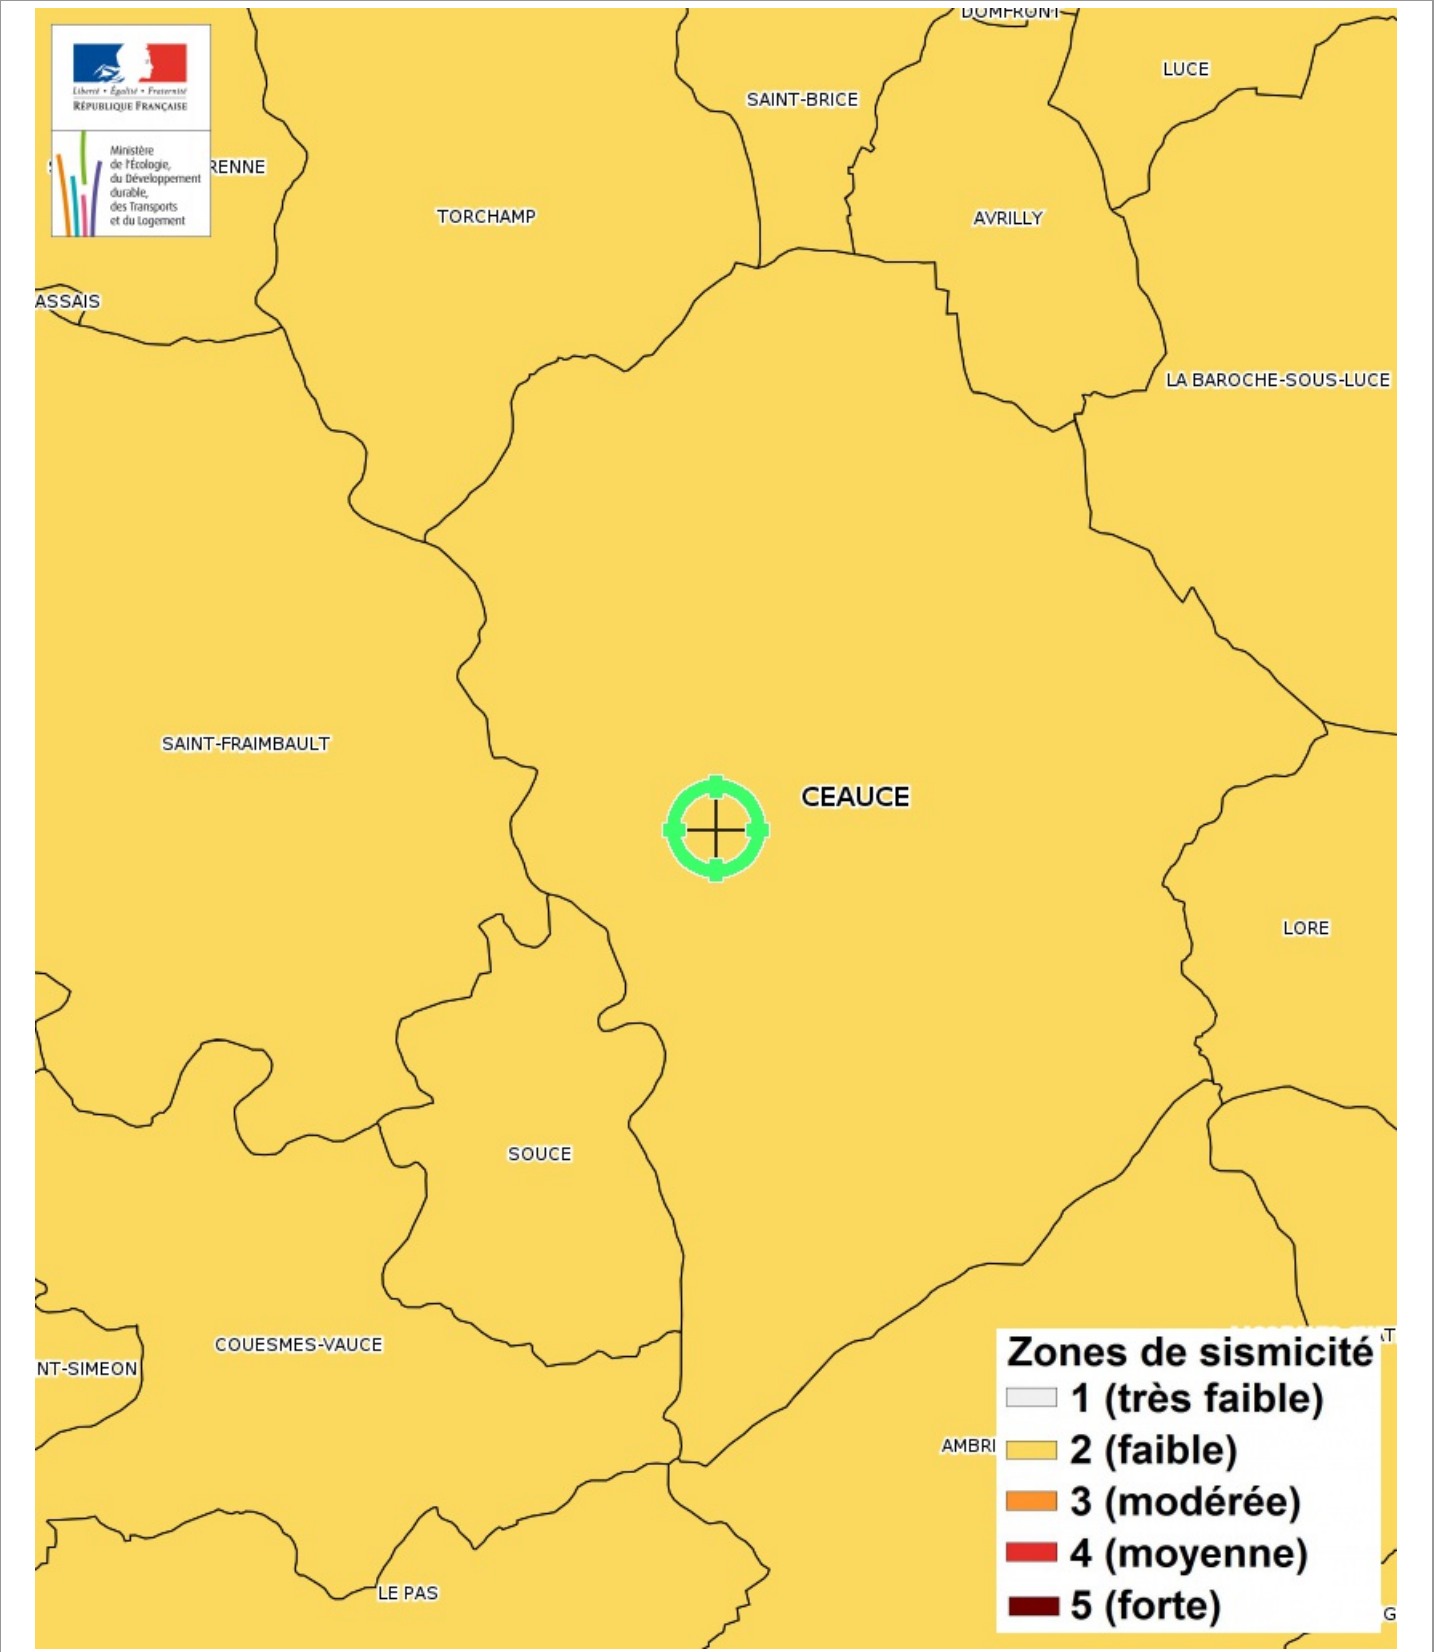 DOMFRONT
LUCE
SAINT-BRICE
Liberté • Égalité • Fraternité
RÉPUBLIQUE FRANÇAISE
Ministère
de l'Écologie,
du Développement
durable,
des Transports
et du Logement
RENNE
TORCHAMP
AVRILLY
ASSAIS
LA BAROCHE-SOUS-LUCE
SAINT-FRAIMBAULT
CEAUCE
LORE
SOUCE
COUESMES-VAUCE
NT-SIMEON
AMBRI
LE PAS
Zones de sismicité
1 (très faible)
2 (faible)
3 (modérée)
4 (moyenne)
5 (forte)
AT
G